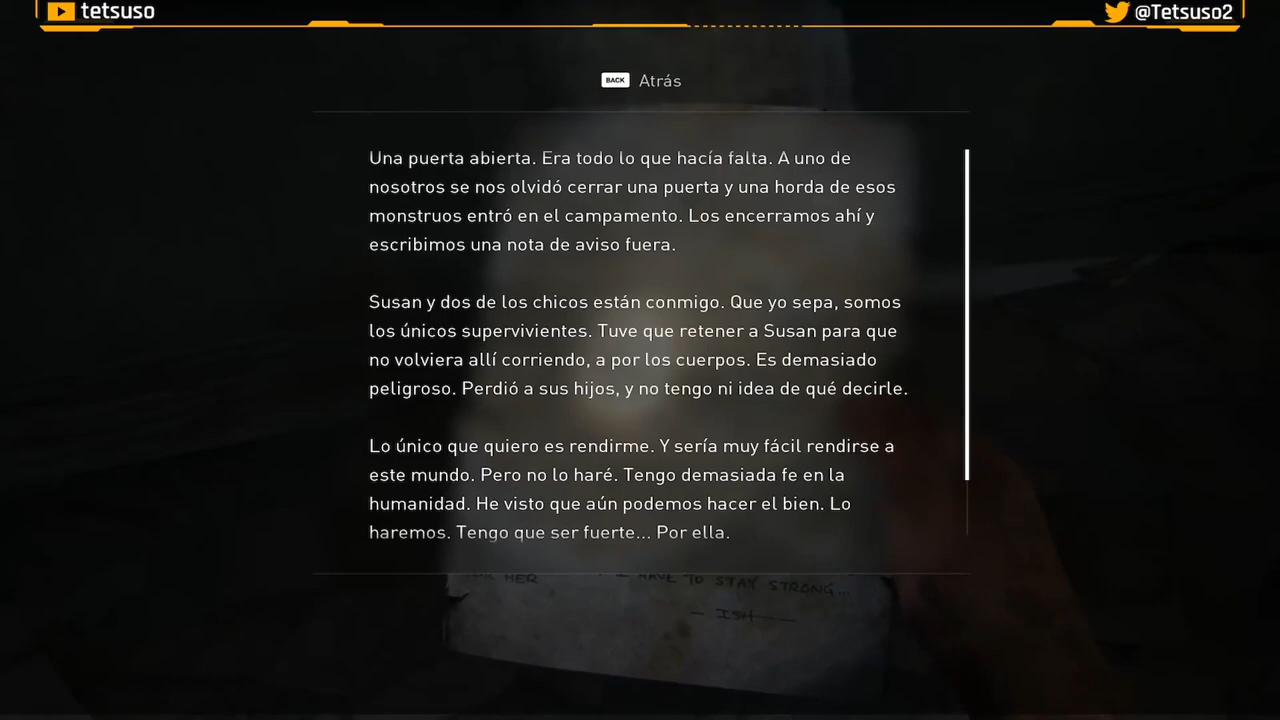 tetsuso
@Tetsuso2
BACK Atrás
Una puerta abierta. Era todo lo que hacía falta. A uno de
nosotros se nos olvidó cerrar una puerta y una horda de esos
monstruos entró en el campamento. Los encerramos ahí y
escribimos una nota de aviso fuera.
Susan y dos de los chicos están conmigo. Que yo sepa, somos
los únicos supervivientes. Tuve que retener a Susan para que
no volviera allí corriendo, a por los cuerpos. Es demasiado
peligroso. Perdió a sus hijos, y no tengo ni idea de qué decirle.
Lo único que quiero es rendirme. Y sería muy fácil rendirse a
este mundo. Pero no lo haré. Tengo demasiada fe en la
humanidad. He visto que aún podemos hacer el bien. Lo
haremos. Tengo que ser fuerte... Por ella.
HER I HAVE TO STAY STRONG...
— ISH